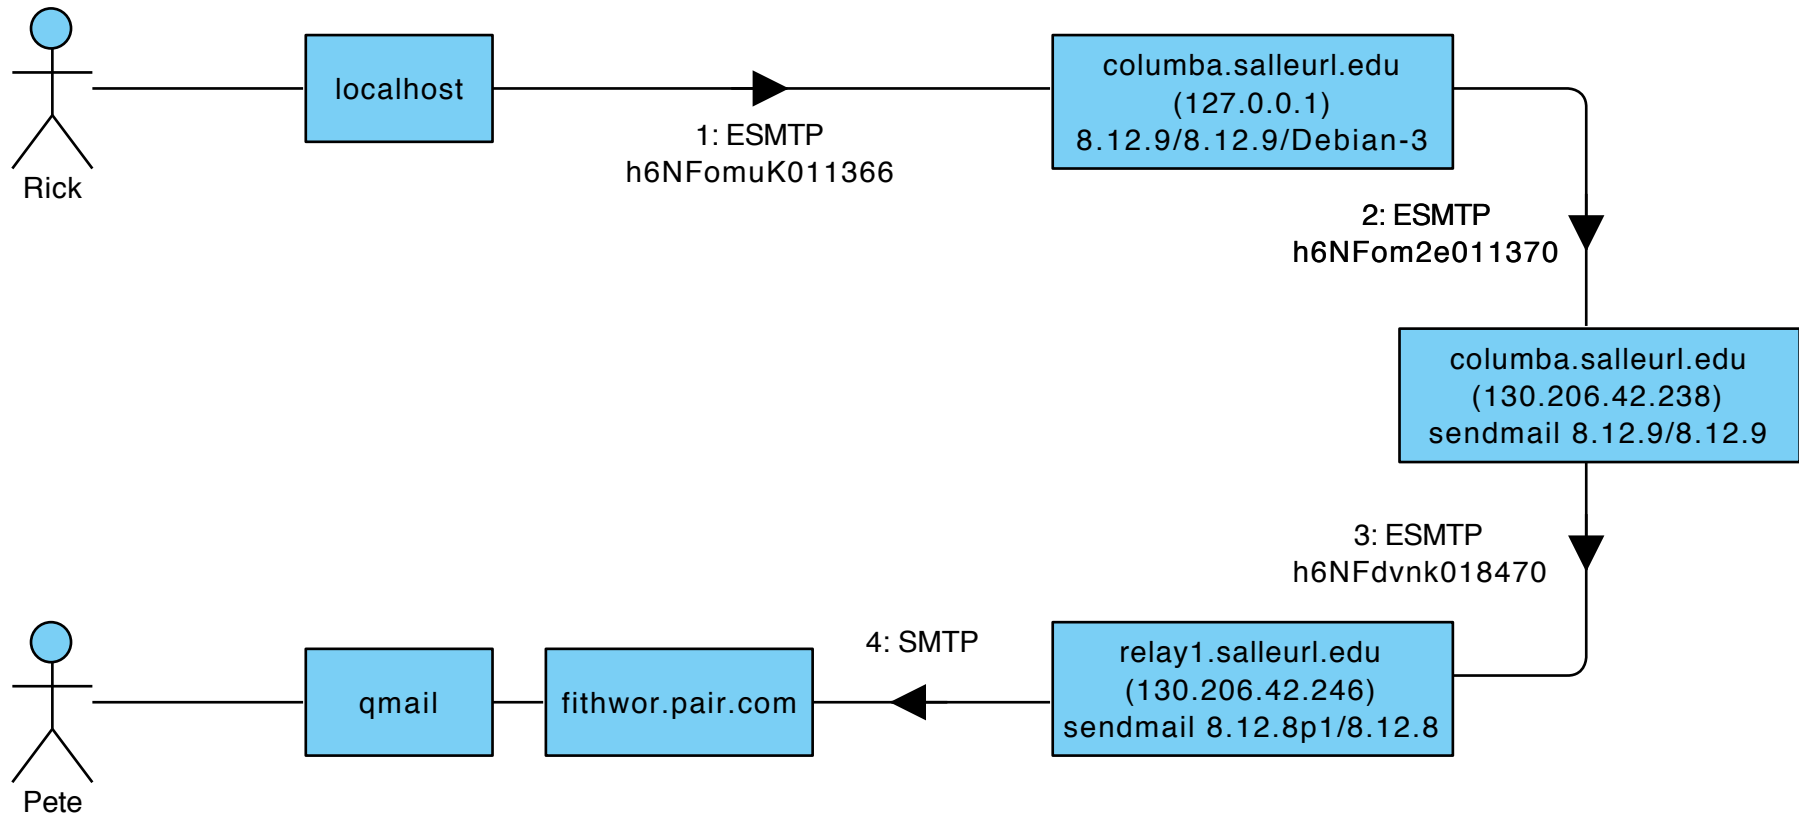 Rick
localhost
1: ESMTP
h6NFomuK011366
columba.salleurl.edu
(127.0.0.1)
8.12.9/8.12.9/Debian-3
2: ESMTP
h6NFom2e011370
columba.salleurl.edu
(130.206.42.238)
sendmail 8.12.9/8.12.9
3: ESMTP
h6NFdvnk018470
relay1.salleurl.edu
(130.206.42.246)
sendmail 8.12.8p1/8.12.8
4: SMTP
fithwor.pair.com
qmail
Pete